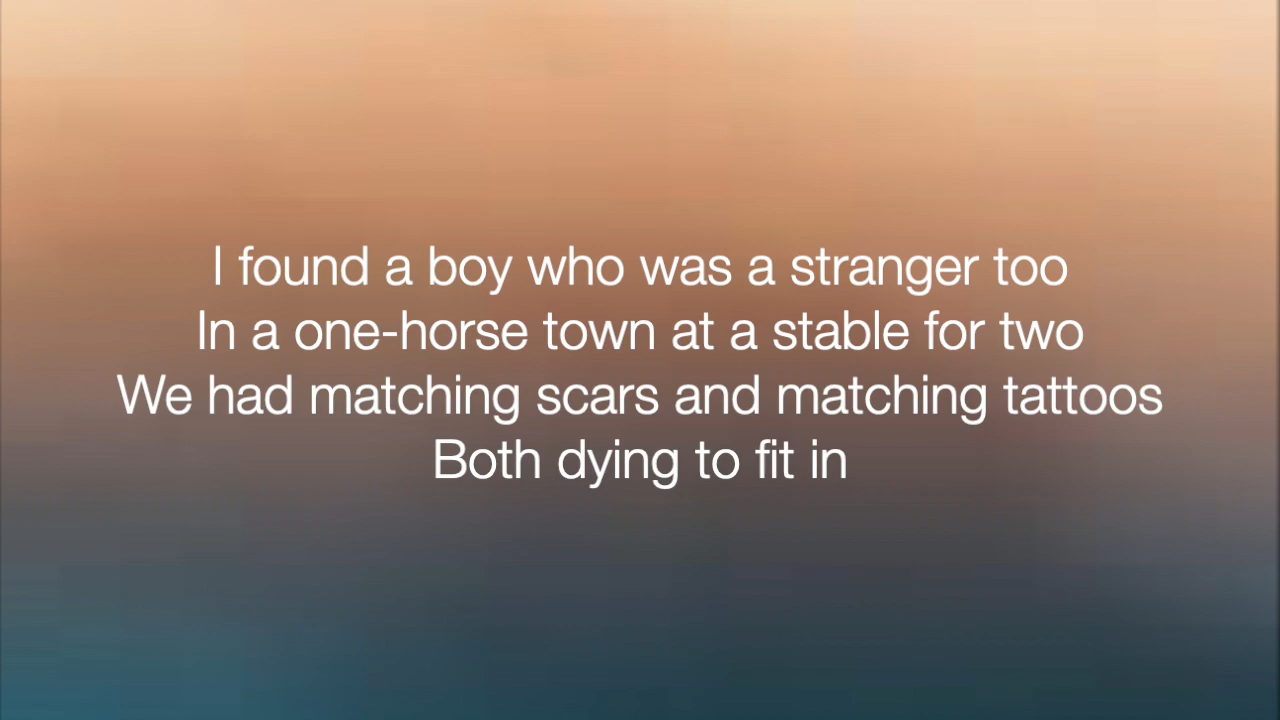 I found a boy who was a stranger too
In a one-horse town at a stable for two
We had matching scars and matching tattoos
Both dying to fit in